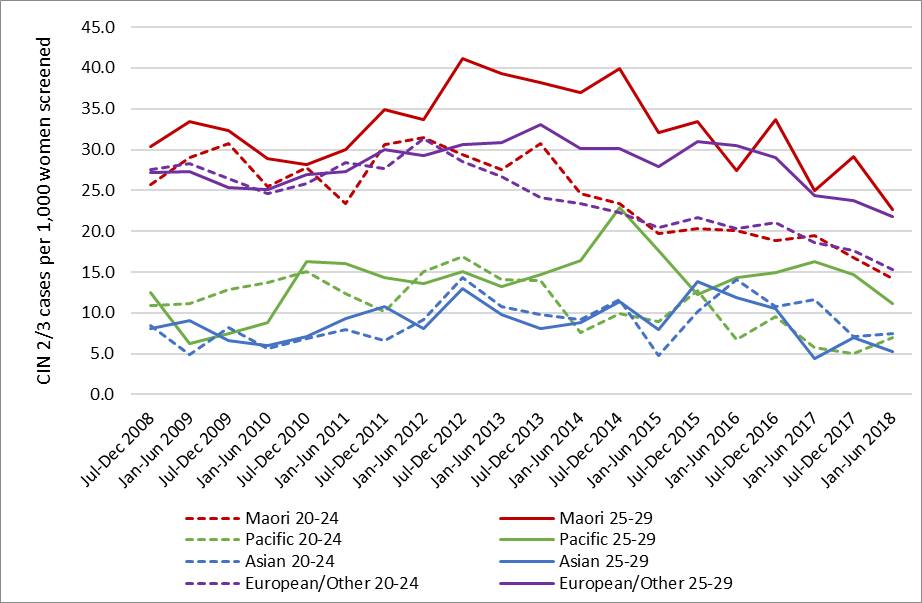 CIN 2/3 cases per 1,000 women screened
45.0
40.0
35.0
30.0
25.0
20.0
15.0
10.0
5.0
0.0
Jul-Dec 2008
Jan-Jun 2009
Jul-Dec 2009
Jan-Jun 2010
Jul-Dec 2010
Jan-Jun 2011
Jul-Dec 2011
Jan-Jun 2012
Jul-Dec 2012
Jan-Jun 2013
Jul-Dec 2013
Jan-Jun 2014
Jul-Dec 2014
Jan-Jun 2015
Jul-Dec 2015
Jan-Jun 2016
Jul-Dec 2016
Jan-Jun 2017
Jul-Dec 2017
Jan-Jun 2018
Maori 20-24 Maori 25-29
Pacific 20-24 Pacific 25-29
Asian 20-24 Asian 25-29
European/Other 20-24 European/Other 25-29